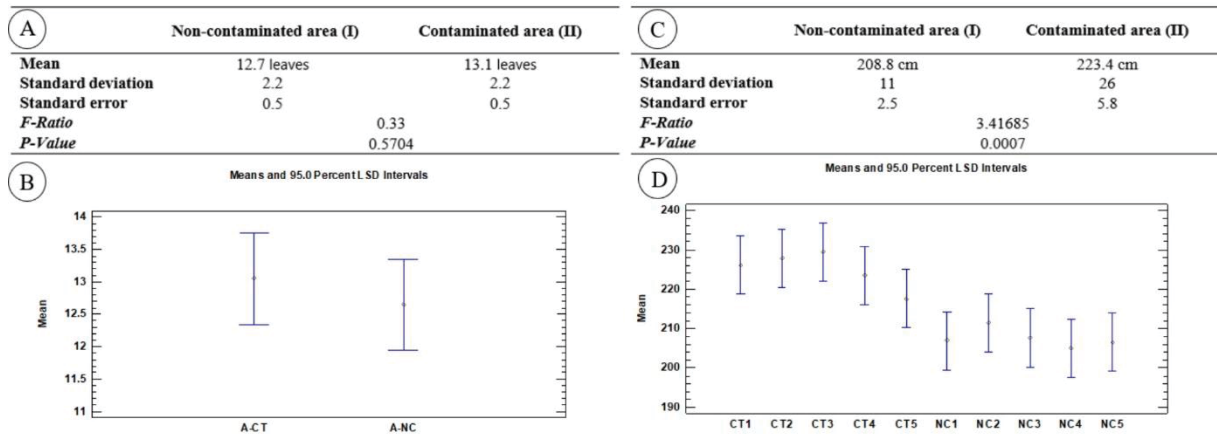 A
Non-contaminated area (I) Contaminated area (II)
Mean 12.7 leaves 13.1 leaves
Standard deviation 2.2 2.2
Standard error 0.5 0.5
F-Ratio 0.33
P-Value 0.5704
B
Means and 95.0 Percent LSD Intervals
Mean
14
13.5
13
12.5
12
11.5
11
A-CT A-NC
C
Non-contaminated area (I) Contaminated area (II)
Mean 208.8 cm 223.4 cm
Standard deviation 11 26
Standard error 2.5 5.8
F-Ratio 3.41685
P-Value 0.0007
D
Means and 95.0 Percent LSD Intervals
Mean
240
230
220
210
200
190
CT1 CT2 CT3 CT4 CT5 NC1 NC2 NC3 NC4 NC5